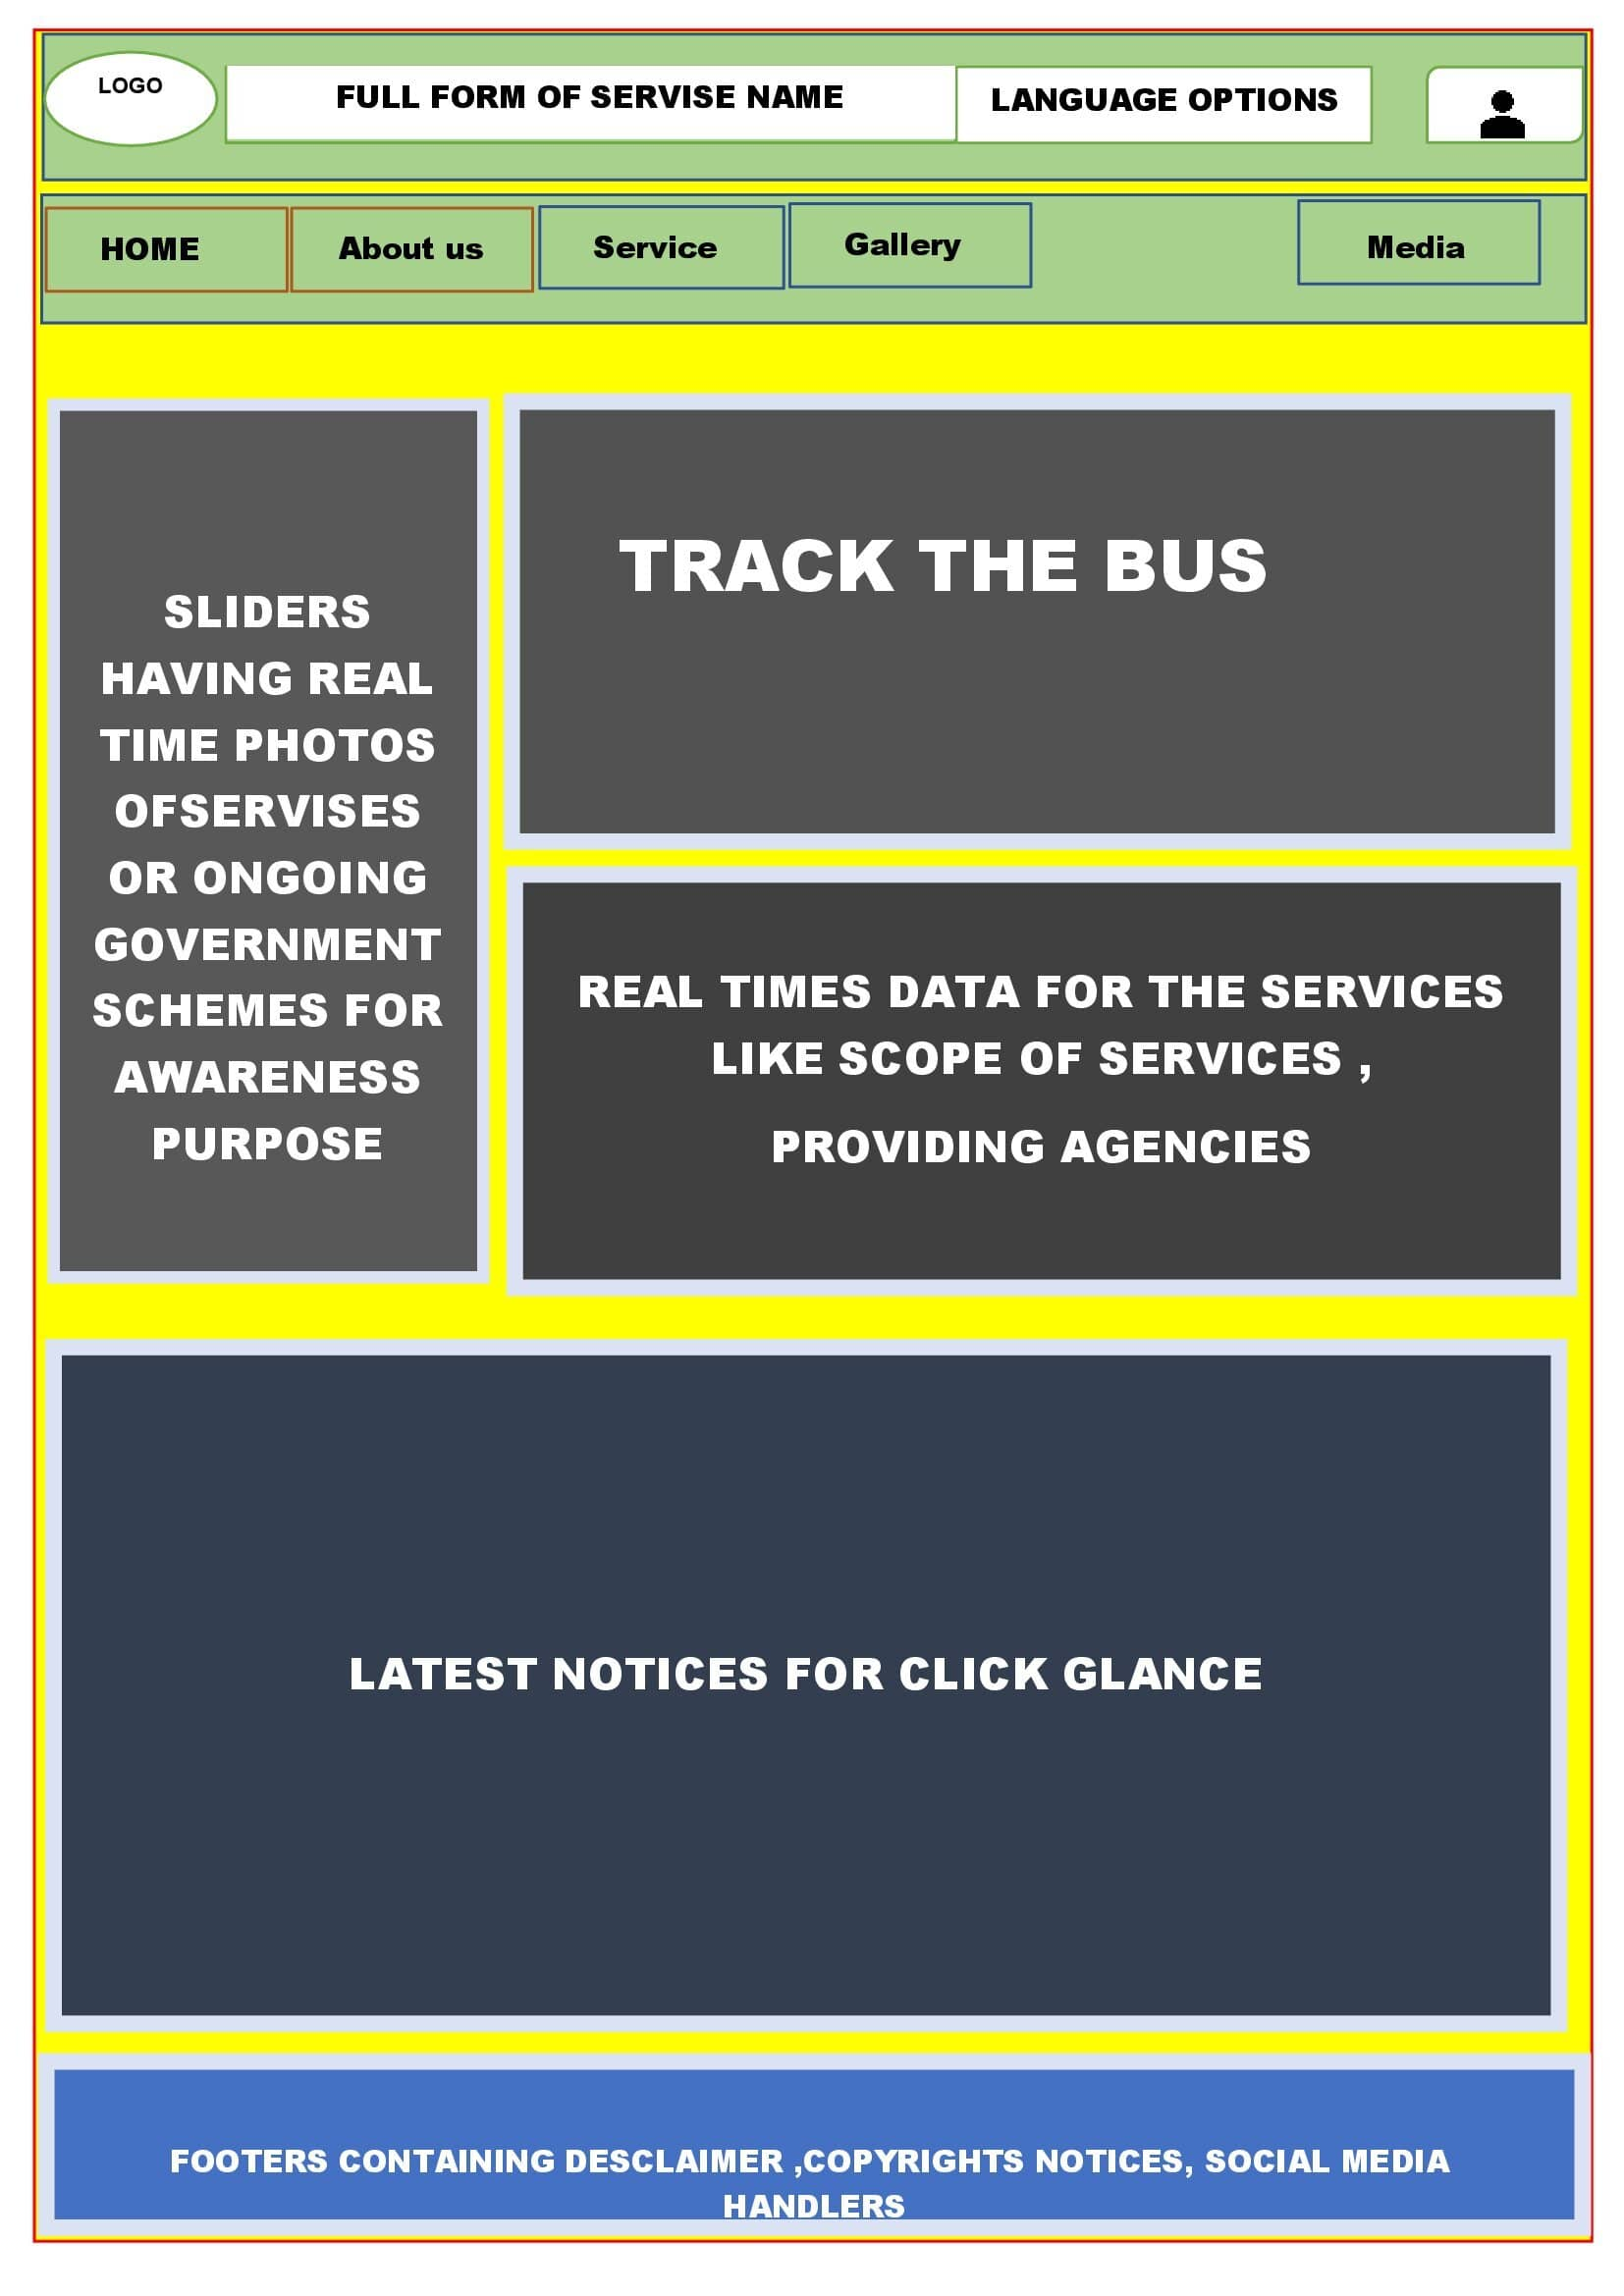 LOGO
FULL FORM OF SERVISE NAME
LANGUAGE OPTIONS
HOME
About us
Service
Gallery
Media
SLIDERS
HAVING REAL
TIME PHOTOS
OFSERVISES
OR ONGOING
GOVERNMENT
SCHEMES FOR
AWARENESS
PURPOSE
TRACK THE BUS
REAL TIMES DATA FOR THE SERVICES
LIKE SCOPE OF SERVICES ,
PROVIDING AGENCIES
LATEST NOTICES FOR CLICK GLANCE
FOOTERS CONTAINING DESCLAIMER ,COPYRIGHTS NOTICES, SOCIAL MEDIA
HANDLERS